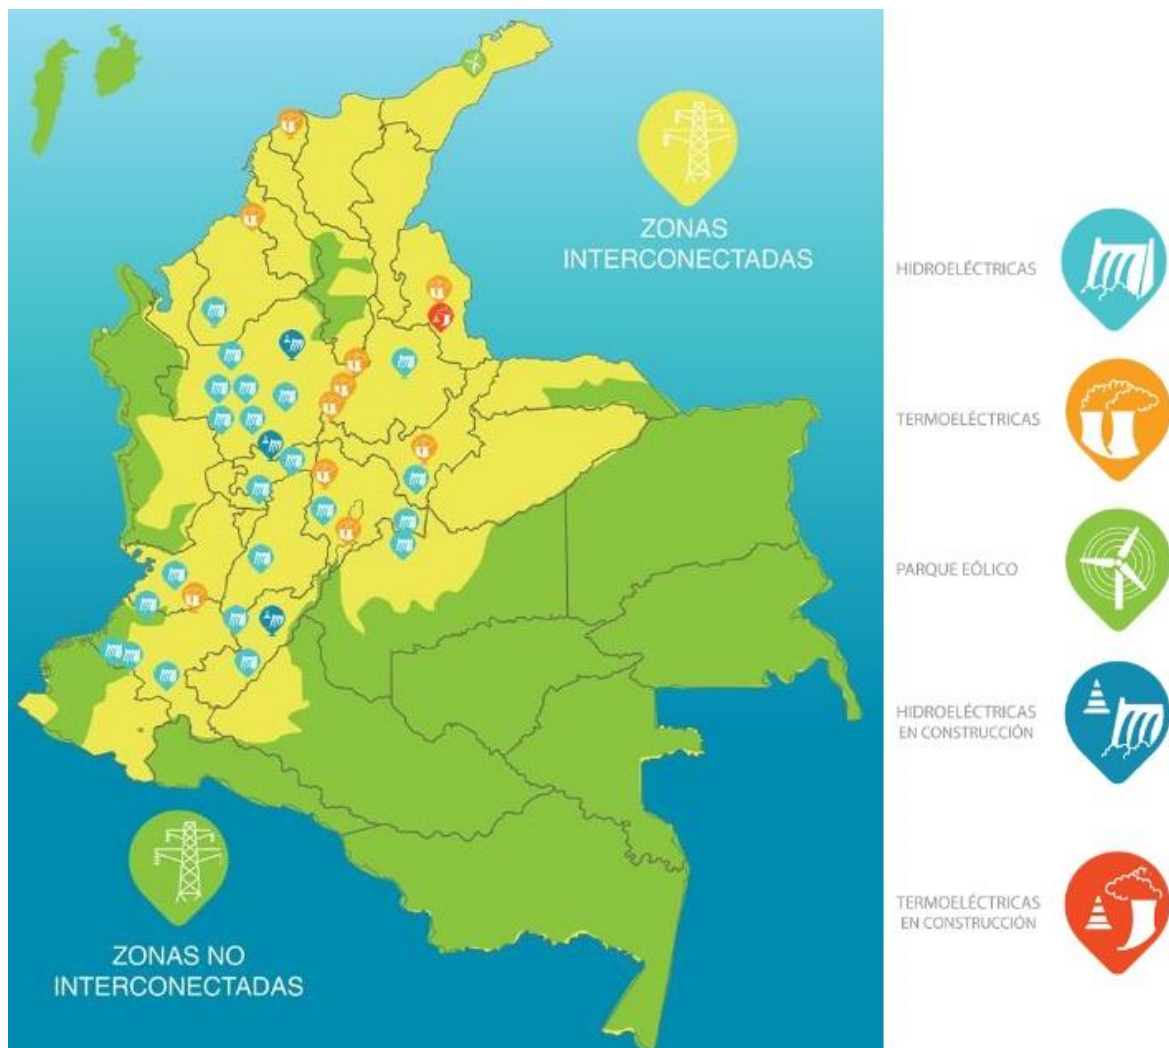 ZONAS
INTERCONECTADAS
ZONAS NO
INTERCONECTADAS
HIDROELÉCTRICAS
TERMOELÉCTRICAS
PARQUE EÓLICO
HIDROELÉCTRICAS
EN CONSTRUCCIÓN
TERMOELÉCTRICAS
EN CONSTRUCCIÓN